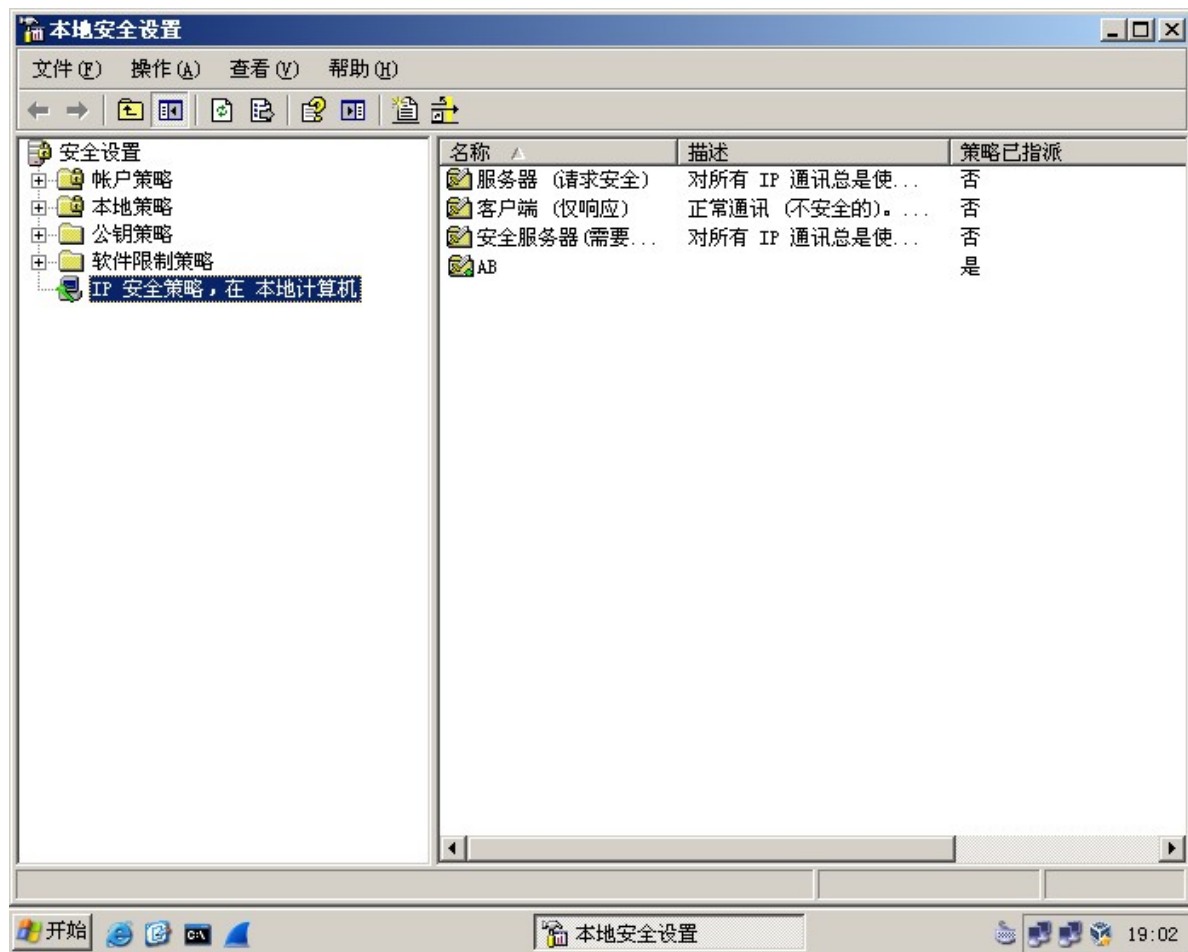 本地安全设置
文件(F) 操作(A) 查看(V) 帮助(H)
安全设置
帐户策略
本地策略
公钥策略
软件限制策略
IP 安全策略，在 本地计算机
名称 描述 策略已指派
服务器 (请求安全) 对所有 IP 通讯总是使... 否
客户端 (仅响应) 正常通讯 (不安全的)。... 否
安全服务器(需要... 对所有 IP 通讯总是使... 否
AB 是
开始 本地安全设置 19:02